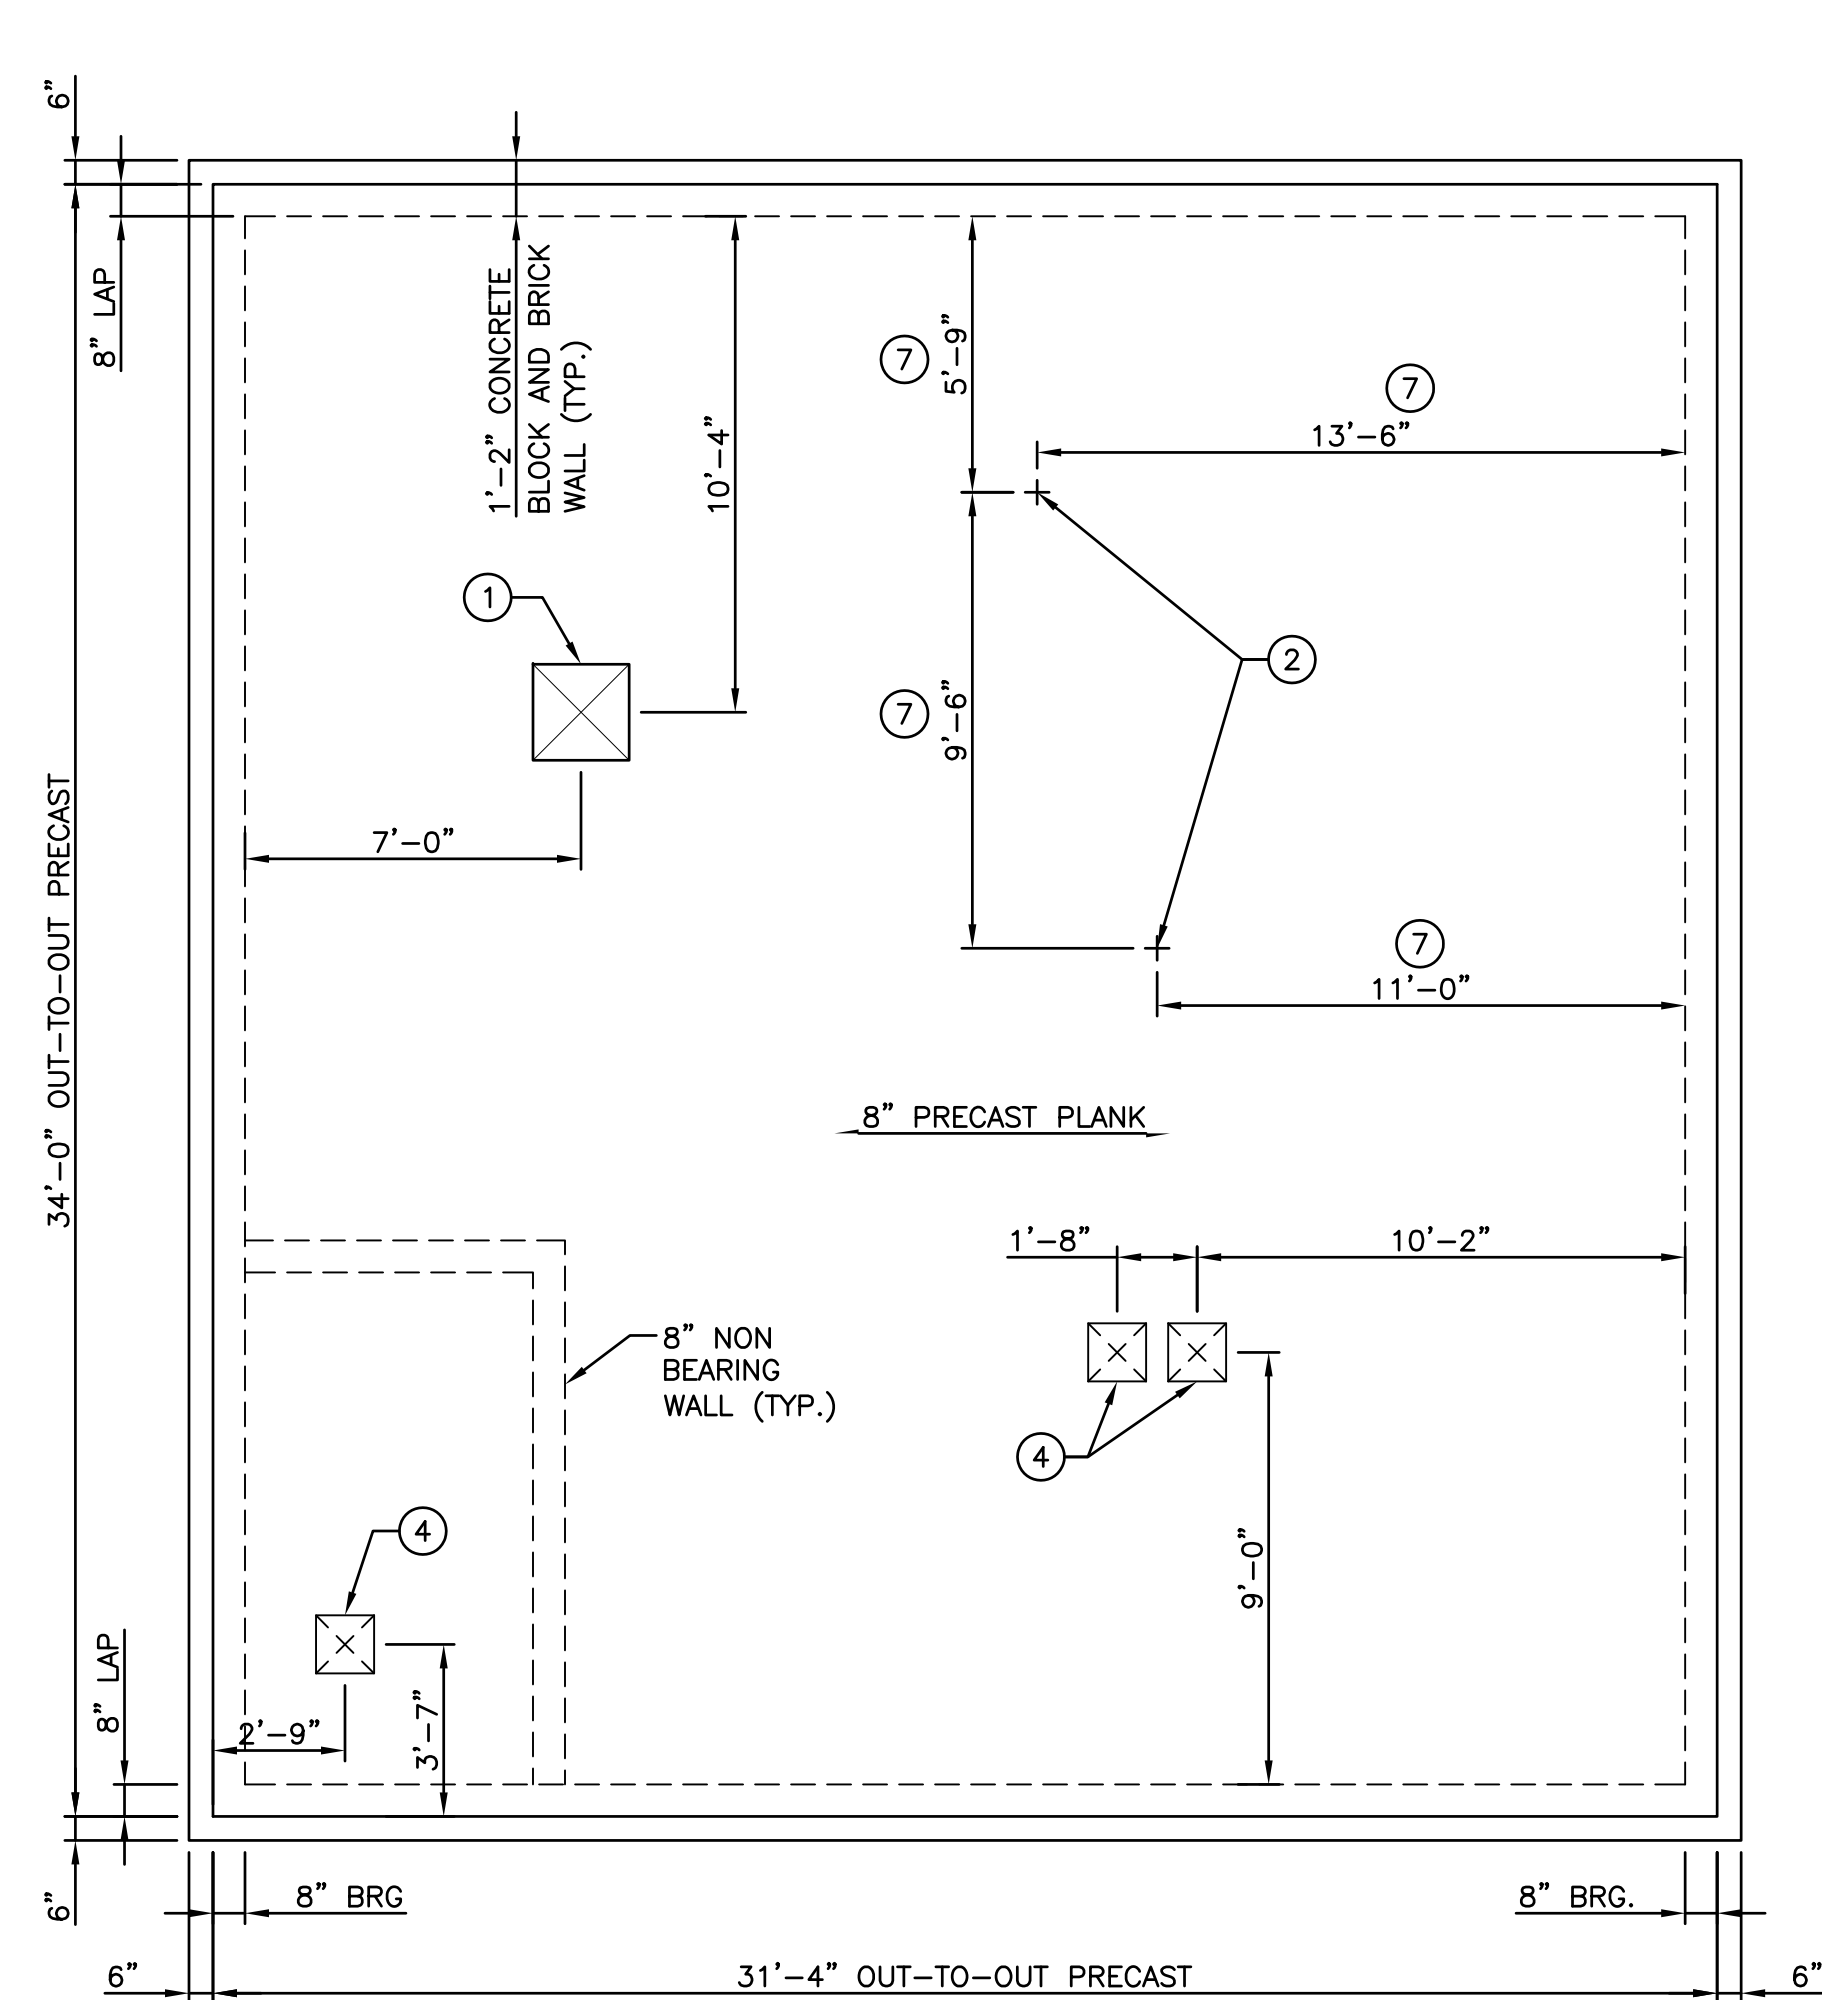 6"
8" LAP
1'-2" CONCRETE
BLOCK AND BRICK
WALL (TYP.)
10'-4"
7
5'-9"
7
13'-6"
1
2
7
9'-6"
7'-0"
7
11'-0"
34'-0" OUT-TO-OUT PRECAST
8" PRECAST PLANK
1'-8"
10'-2"
8" NON
BEARING
WALL (TYP.)
4
4
9'-0"
8" LAP
2'-9"
3'-7"
6"
8" BRG
8" BRG.
6"
31'-4" OUT-TO-OUT PRECAST
6"